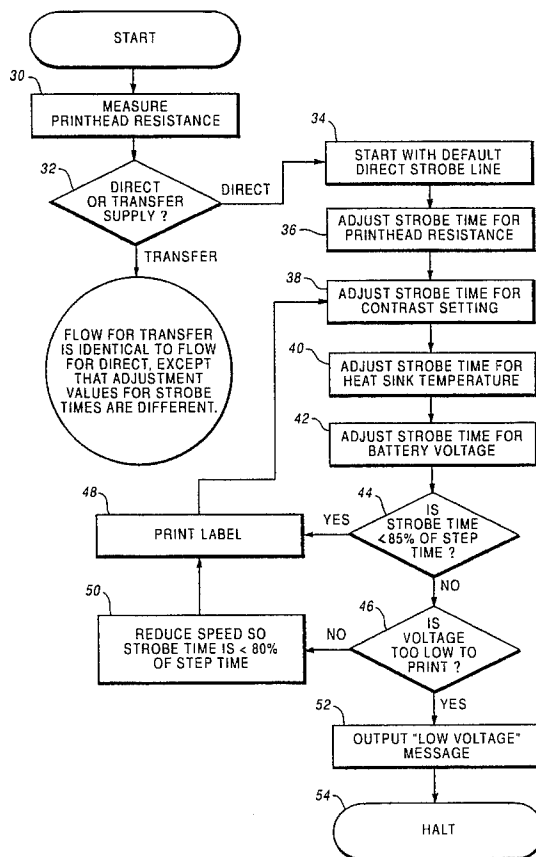 START
30
MEASURE
PRINTHEAD RESISTANCE
32
DIRECT
OR TRANSFER
SUPPLY ?
DIRECT
TRANSFER
FLOW FOR TRANSFER
IS IDENTICAL TO FLOW
FOR DIRECT, EXCEPT
THAT ADJUSTMENT
VALUES FOR STROBE
TIMES ARE DIFFERENT.
34
START WITH DEFAULT
DIRECT STROBE LINE
36
ADJUST STROBE TIME FOR
PRINTHEAD RESISTANCE
38
ADJUST STROBE TIME FOR
CONTRAST SETTING
40
ADJUST STROBE TIME FOR
HEAT SINK TEMPERATURE
42
ADJUST STROBE TIME FOR
BATTERY VOLTAGE
44
IS
STROBE TIME
<85% OF STEP
TIME ?
YES
NO
48
PRINT LABEL
46
IS
VOLTAGE
TOO LOW TO
PRINT ?
NO
YES
50
REDUCE SPEED SO
STROBE TIME IS < 80%
OF STEP TIME
52
OUTPUT "LOW VOLTAGE"
MESSAGE
54
HALT